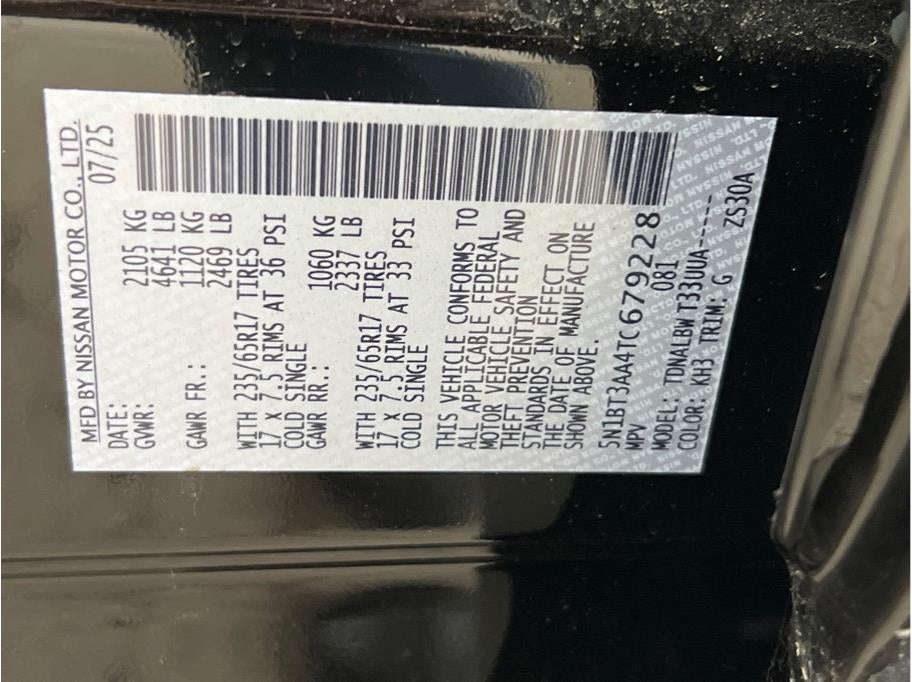 MFD BY NISSAN MOTOR CO., LTD.
DATE: 07/25
GVWR: 2105 KG
4641 LB
GAWR FR.: 1120 KG
2469 LB
WITH 235/65R17 TIRES
17 X 7.5 RIMS AT 36 PSI
COLD SINGLE
GAWR RR.: 1060 KG
2337 LB
WITH 235/65R17 TIRES
17 X 7.5 RIMS AT 33 PSI
COLD SINGLE
THIS VEHICLE CONFORMS TO
ALL APPLICABLE FEDERAL
MOTOR VEHICLE SAFETY AND
THEFT PREVENTION
STANDARDS IN EFFECT ON
THE DATE OF MANUFACTURE
SHOWN ABOVE.
5N1BT3AA4TC679228
MPV 081
MODEL: TDNALBW T33UUA-----
COLOR: KH3 TRIM: G ZS30A